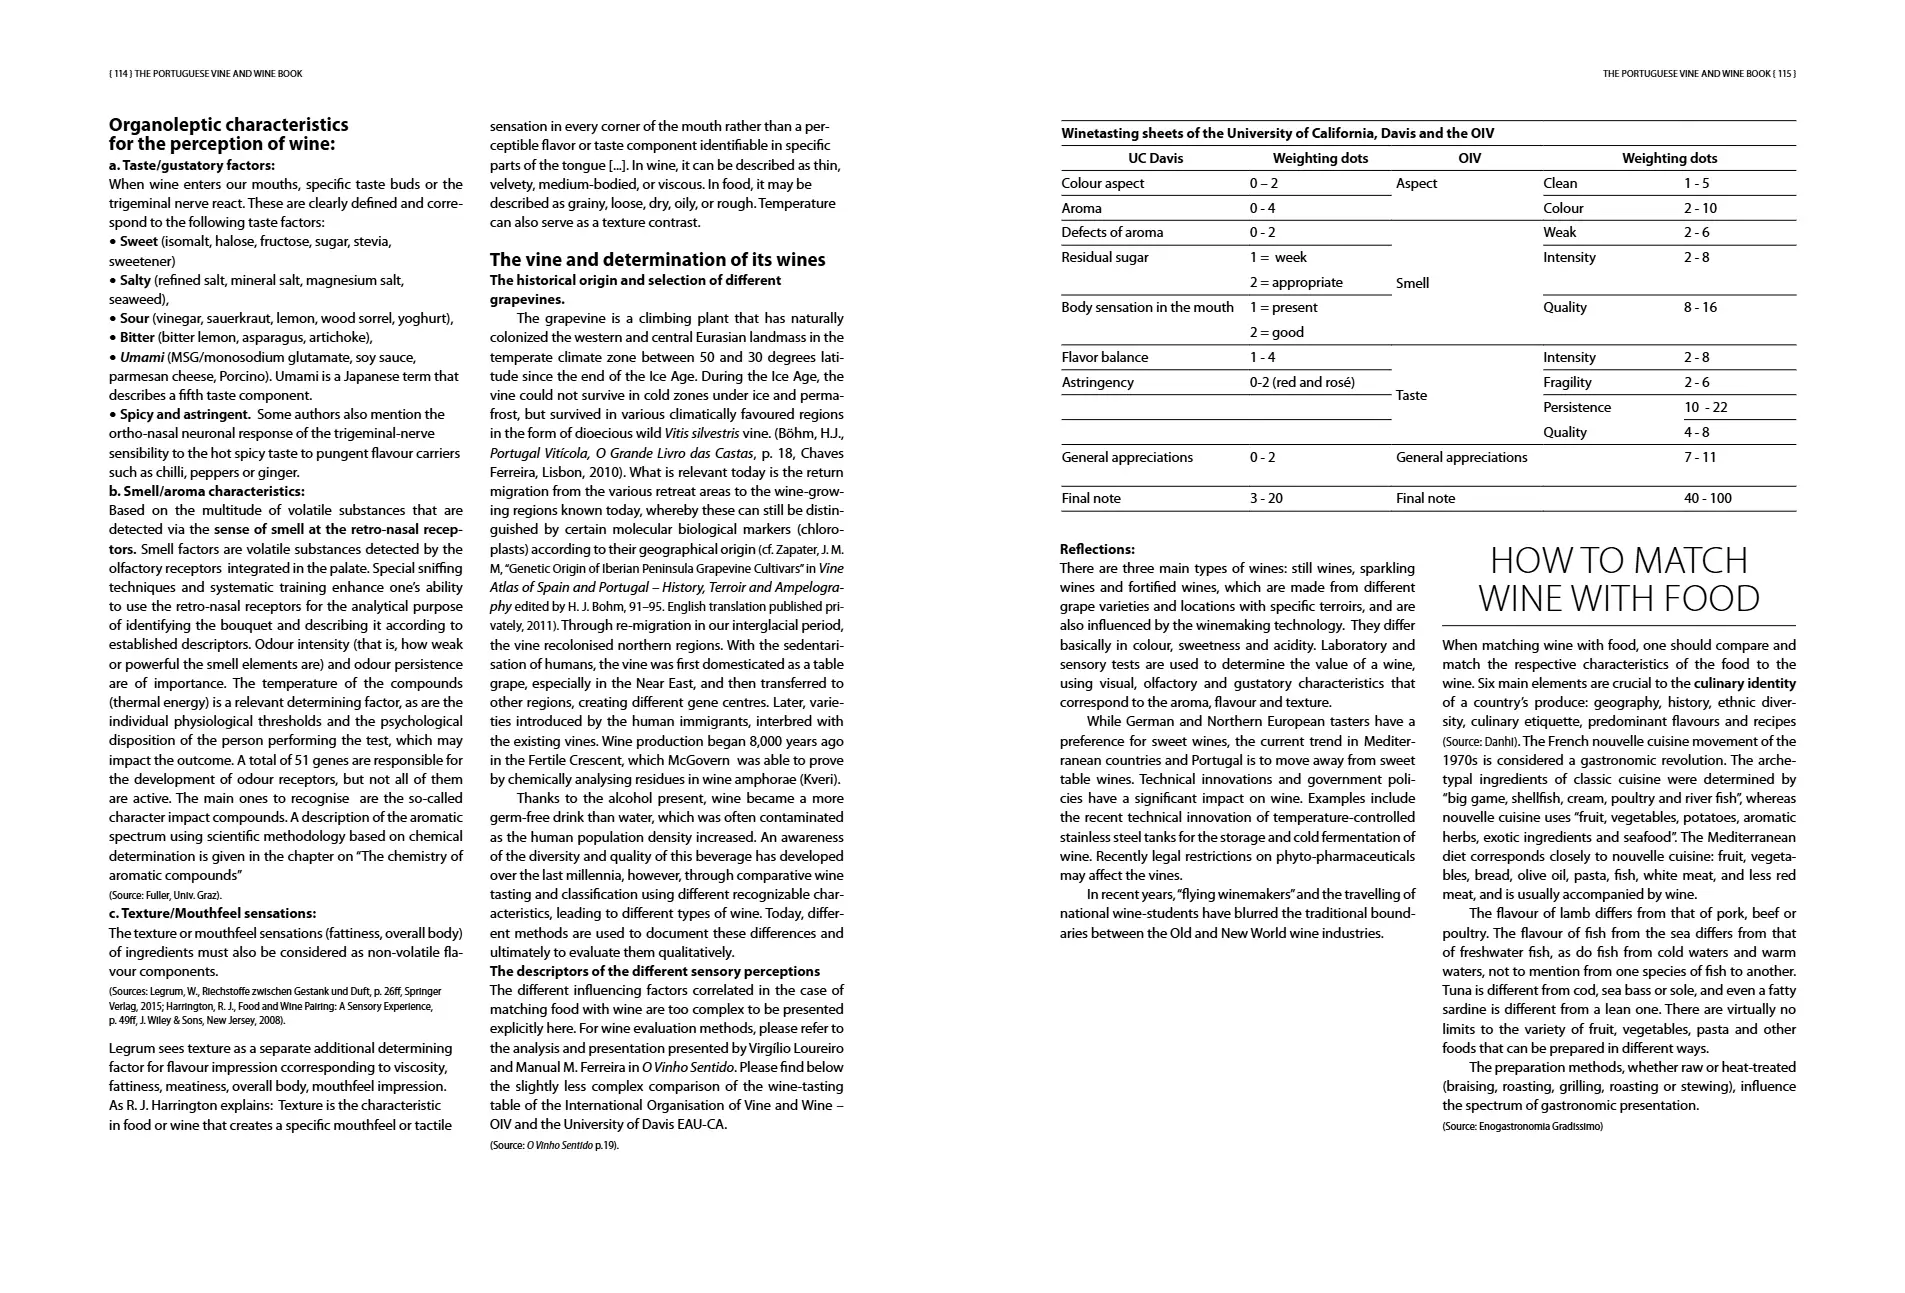 { 114 } THE PORTUGUESE VINE AND WINE BOOK
Organoleptic characteristics
for the perception of wine:
a. Taste/gustatory factors:
When wine enters our mouths, specific taste buds or the
trigeminal nerve react. These are clearly defined and corre-
spond to the following taste factors:
• Sweet (isomalt, halose, fructose, sugar, stevia,
sweetener)
• Salty (refined salt, mineral salt, magnesium salt,
seaweed),
• Sour (vinegar, sauerkraut, lemon, wood sorrel, yoghurt),
• Bitter (bitter lemon, asparagus, artichoke),
• Umami (MSG/monosodium glutamate, soy sauce,
parmesan cheese, Porcino). Umami is a Japanese term that
describes a fifth taste component.
• Spicy and astringent. Some authors also mention the
ortho-nasal neuronal response of the trigeminal-nerve
sensibility to the hot spicy taste to pungent flavour carriers
such as chilli, peppers or ginger.
b. Smell/aroma characteristics:
Based on the multitude of volatile substances that are
detected via the sense of smell at the retro-nasal recep-
tors. Smell factors are volatile substances detected by the
olfactory receptors integrated in the palate. Special sniffing
techniques and systematic training enhance one's ability
to use the retro-nasal receptors for the analytical purpose
of identifying the bouquet and describing it according to
established descriptors. Odour intensity (that is, how weak
or powerful the smell elements are) and odour persistence
are of importance. The temperature of the compounds
(thermal energy) is a relevant determining factor, as are the
individual physiological thresholds and the psychological
disposition of the person performing the test, which may
impact the outcome. A total of 51 genes are responsible for
the development of odour receptors, but not all of them
are active. The main ones to recognise are the so-called
character impact compounds. A description of the aromatic
spectrum using scientific methodology based on chemical
determination is given in the chapter on "The chemistry of
aromatic compounds"
(Source: Fuller, Univ. Graz).
c. Texture/Mouthfeel sensations:
The texture or mouthfeel sensations (fattiness, overall body)
of ingredients must also be considered as non-volatile fla-
vour components.
(Sources: Legrum, W., Riechstoffe zwischen Gestank und Duft, p. 26ff, Springer
Verlag, 2015; Harrington, R. J., Food and Wine Pairing: A Sensory Experience,
p. 49ff, J. Wiley & Sons, New Jersey, 2008).
Legrum sees texture as a separate additional determining
factor for flavour impression ccorresponding to viscosity,
fattiness, meatiness, overall body, mouthfeel impression.
As R. J. Harrington explains: Texture is the characteristic
in food or wine that creates a specific mouthfeel or tactile
sensation in every corner of the mouth rather than a per-
ceptible flavor or taste component identifiable in specific
parts of the tongue [...]. In wine, it can be described as thin,
velvety, medium-bodied, or viscous. In food, it may be
described as grainy, loose, dry, oily, or rough. Temperature
can also serve as a texture contrast.
The vine and determination of its wines
The historical origin and selection of different
grapevines.
The grapevine is a climbing plant that has naturally
colonized the western and central Eurasian landmass in the
temperate climate zone between 50 and 30 degrees lati-
tude since the end of the Ice Age. During the Ice Age, the
vine could not survive in cold zones under ice and perma-
frost, but survived in various climatically favoured regions
in the form of dioecious wild Vitis silvestris vine. (Böhm, H.J.,
Portugal Vitícola, O Grande Livro das Castas, p. 18, Chaves
Ferreira, Lisbon, 2010). What is relevant today is the return
migration from the various retreat areas to the wine-grow-
ing regions known today, whereby these can still be distin-
guished by certain molecular biological markers (chloro-
plasts) according to their geographical origin (cf. Zapater, J. M.
M, "Genetic Origin of Iberian Peninsula Grapevine Cultivars" in Vine
Atlas of Spain and Portugal – History, Terroir and Ampelogra-
phy edited by H. J. Bohm, 91–95. English translation published pri-
vately, 2011). Through re-migration in our interglacial period,
the vine recolonised northern regions. With the sedentari-
sation of humans, the vine was first domesticated as a table
grape, especially in the Near East, and then transferred to
other regions, creating different gene centres. Later, varie-
ties introduced by the human immigrants, interbred with
the existing vines. Wine production began 8,000 years ago
in the Fertile Crescent, which McGovern was able to prove
by chemically analysing residues in wine amphorae (Kveri).
Thanks to the alcohol present, wine became a more
germ-free drink than water, which was often contaminated
as the human population density increased. An awareness
of the diversity and quality of this beverage has developed
over the last millennia, however, through comparative wine
tasting and classification using different recognizable char-
acteristics, leading to different types of wine. Today, differ-
ent methods are used to document these differences and
ultimately to evaluate them qualitatively.
The descriptors of the different sensory perceptions
The different influencing factors correlated in the case of
matching food with wine are too complex to be presented
explicitly here. For wine evaluation methods, please refer to
the analysis and presentation presented by Virgílio Loureiro
and Manual M. Ferreira in O Vinho Sentido. Please find below
the slightly less complex comparison of the wine-tasting
table of the International Organisation of Vine and Wine –
OIV and the University of Davis EAU-CA.
(Source: O Vinho Sentido p.19).
THE PORTUGUESE VINE AND WINE BOOK { 115 }
Winetasting sheets of the University of California, Davis and the OIV
UC Davis Weighting dots OIV Weighting dots
Colour aspect 0 – 2 Aspect Clean 1 - 5
Aroma 0 - 4 Colour 2 - 10
Defects of aroma 0 - 2 Weak 2 - 6
Residual sugar 1 = week Intensity 2 - 8
2 = appropriate Smell
Body sensation in the mouth 1 = present Quality 8 - 16
2 = good
Flavor balance 1 - 4 Intensity 2 - 8
Astringency 0-2 (red and rosé) Fragility 2 - 6
Taste
Persistence 10 - 22
Quality 4 - 8
General appreciations 0 - 2 General appreciations 7 - 11
Final note 3 - 20 Final note 40 - 100
Reflections:
There are three main types of wines: still wines, sparkling
wines and fortified wines, which are made from different
grape varieties and locations with specific terroirs, and are
also influenced by the winemaking technology. They differ
basically in colour, sweetness and acidity. Laboratory and
sensory tests are used to determine the value of a wine,
using visual, olfactory and gustatory characteristics that
correspond to the aroma, flavour and texture.
While German and Northern European tasters have a
preference for sweet wines, the current trend in Mediter-
ranean countries and Portugal is to move away from sweet
table wines. Technical innovations and government poli-
cies have a significant impact on wine. Examples include
the recent technical innovation of temperature-controlled
stainless steel tanks for the storage and cold fermentation of
wine. Recently legal restrictions on phyto-pharmaceuticals
may affect the vines.
In recent years, "flying winemakers" and the travelling of
national wine-students have blurred the traditional bound-
aries between the Old and New World wine industries.
HOW TO MATCH
WINE WITH FOOD
When matching wine with food, one should compare and
match the respective characteristics of the food to the
wine. Six main elements are crucial to the culinary identity
of a country's produce: geography, history, ethnic diver-
sity, culinary etiquette, predominant flavours and recipes
(Source: Danhl). The French nouvelle cuisine movement of the
1970s is considered a gastronomic revolution. The arche-
typal ingredients of classic cuisine were determined by
"big game, shellfish, cream, poultry and river fish", whereas
nouvelle cuisine uses "fruit, vegetables, potatoes, aromatic
herbs, exotic ingredients and seafood". The Mediterranean
diet corresponds closely to nouvelle cuisine: fruit, vegeta-
bles, bread, olive oil, pasta, fish, white meat, and less red
meat, and is usually accompanied by wine.
The flavour of lamb differs from that of pork, beef or
poultry. The flavour of fish from the sea differs from that
of freshwater fish, as do fish from cold waters and warm
waters, not to mention from one species of fish to another.
Tuna is different from cod, sea bass or sole, and even a fatty
sardine is different from a lean one. There are virtually no
limits to the variety of fruit, vegetables, pasta and other
foods that can be prepared in different ways.
The preparation methods, whether raw or heat-treated
(braising, roasting, grilling, roasting or stewing), influence
the spectrum of gastronomic presentation.
(Source: Enogastronomia Gradissimo)